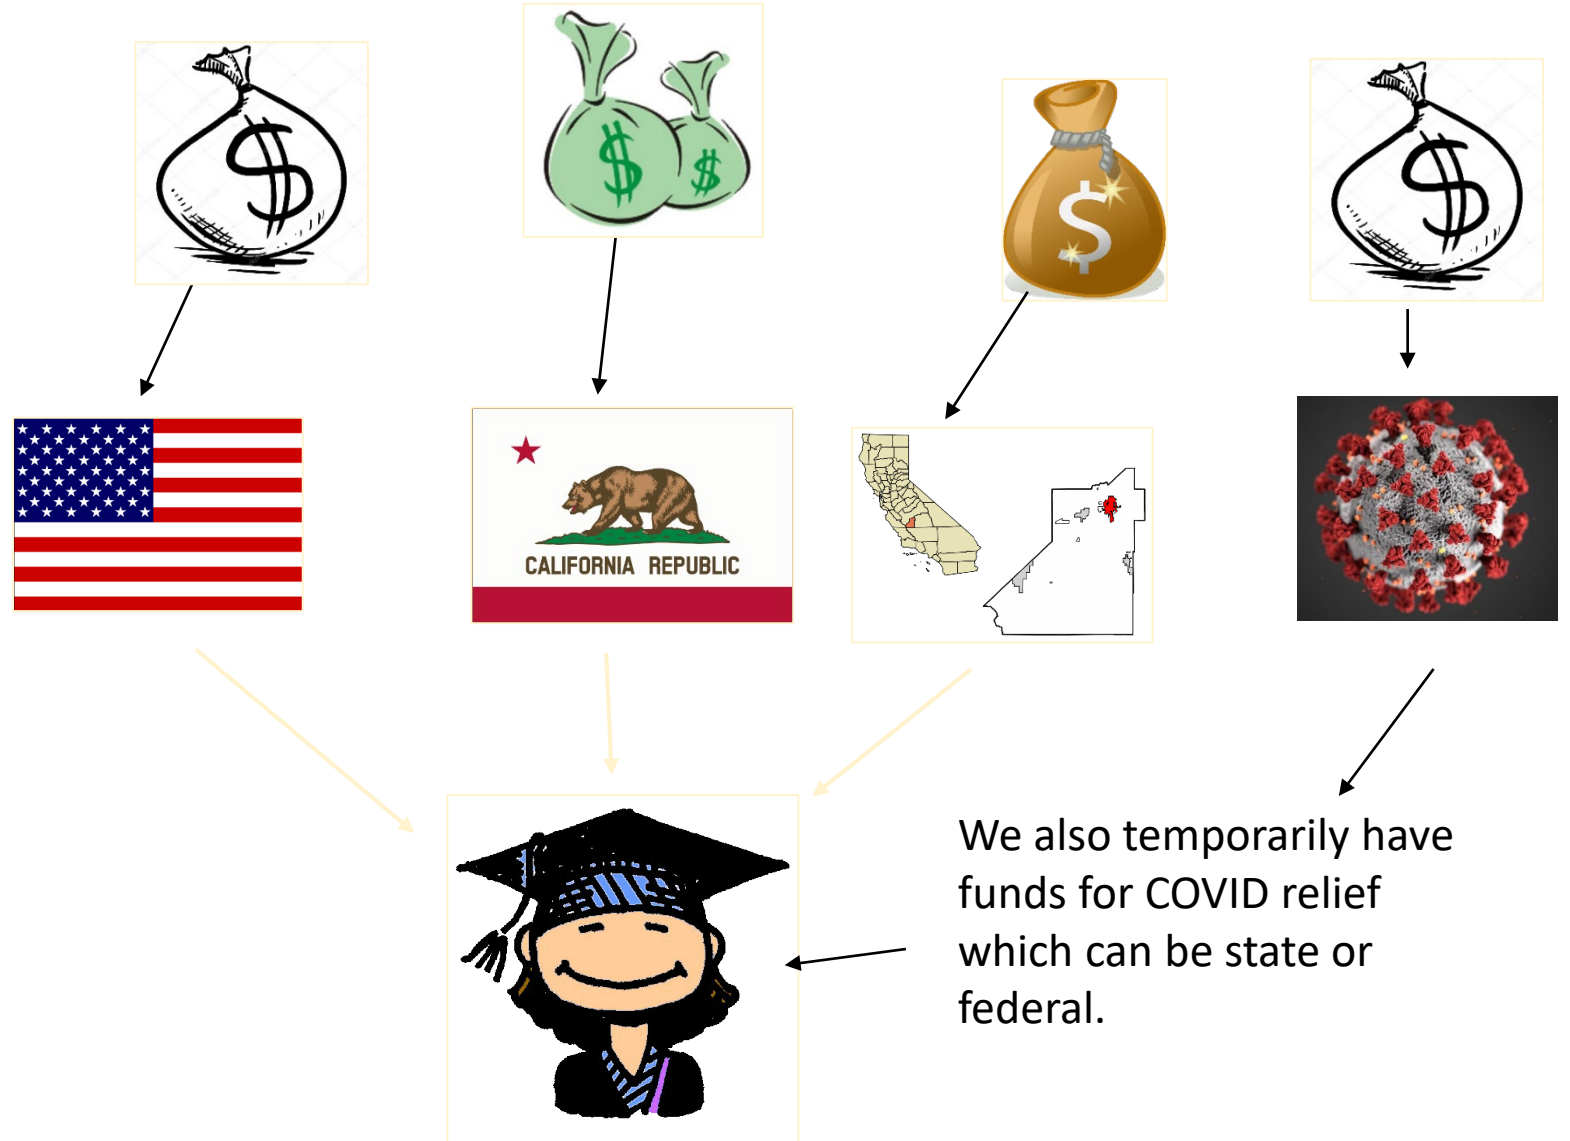 $
$
$
$
$
CALIFORNIA REPUBLIC
We also temporarily have
funds for COVID relief
which can be state or
federal.